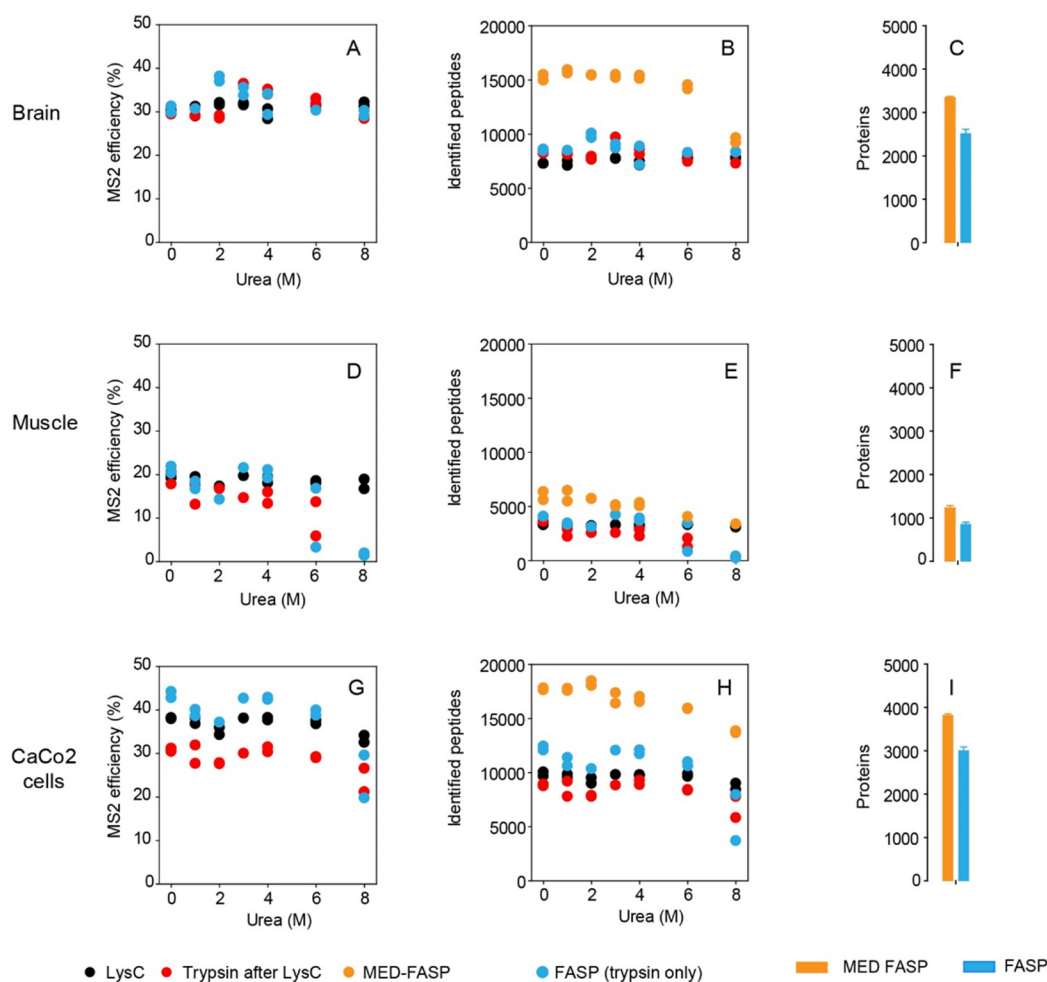 Brain
MS2 efficiency (%)
50
40
30
20
10
0
A
0 2 4 6 8
Urea (M)
Identified peptides
20000
15000
10000
5000
0
B
0 2 4 6 8
Urea (M)
Proteins
5000
4000
3000
2000
1000
0
C
Muscle
MS2 efficiency (%)
50
40
30
20
10
0
D
0 2 4 6 8
Urea (M)
Identified peptides
20000
15000
10000
5000
0
E
0 2 4 6 8
Urea (M)
Proteins
5000
4000
3000
2000
1000
0
F
CaCo2
cells
MS2 efficiency (%)
50
40
30
20
10
0
G
0 2 4 6 8
Urea (M)
Identified peptides
20000
15000
10000
5000
0
H
0 2 4 6 8
Urea (M)
Proteins
5000
4000
3000
2000
1000
0
I
LysC Trypsin after LysC MED-FASP FASP (trypsin only) MED FASP FASP